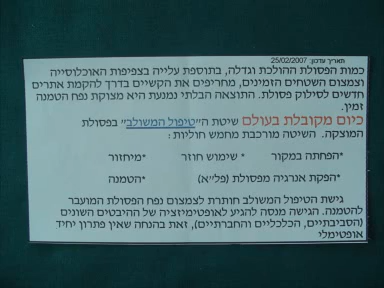 תאריך עדכון: 25/02/2007
כמות הפסולת ההולכת וגדלה, בתוספת עלייה בצפיפות האוכלוסייה
וצמצום השטחים הזמינים, מחריפים את הקשיים בדרך להקמת אתרים
חדשים לסילוק פסולת. התוצאה הבלתי נמנעת היא מצוקת נפח הטמנה
זמין.
כיום מקובלת בעולם שיטת ה"טיפול המשולב" בפסולת
המוצקה. השיטה מורכבת מחמש חוליות:
*הפחתה במקור *שימוש חוזר *מיחזור
*הפקת אנרגיה מפסולת (פל"א) *הטמנה
גישת הטיפול המשולב חותרת לצמצום נפח הפסולת המועבר
להטמנה. הגישה מנסה להגיע לאופטימיזציה של ההיבטים השונים
(הסביבתיים, הכלכליים והחברתיים), זאת בהנחה שאין פתרון יחיד
אופטימלי